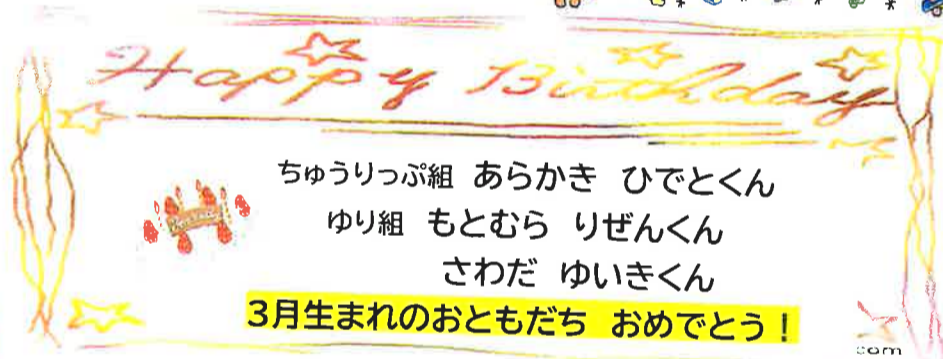 Happy Birthday
ちゅうりっぷ組 あらかき ひでとくん
ゆり組 もとむら りぜんくん
さわだ ゆいきくん
3月生まれのおともだち おめでとう!
com